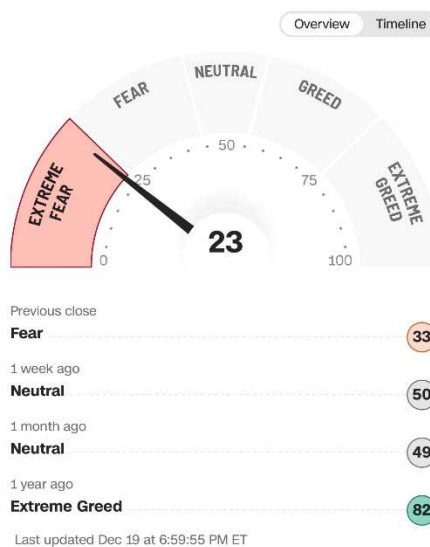 Overview Timeline
NEUTRAL
FEAR
GREED
EXTREME
FEAR
EXTREME
GREED
50
25
75
0
100
23
Previous close
Fear 33
1 week ago
Neutral 50
1 month ago
Neutral 49
1 year ago
Extreme Greed 82
Last updated Dec 19 at 6:59:55 PM ET